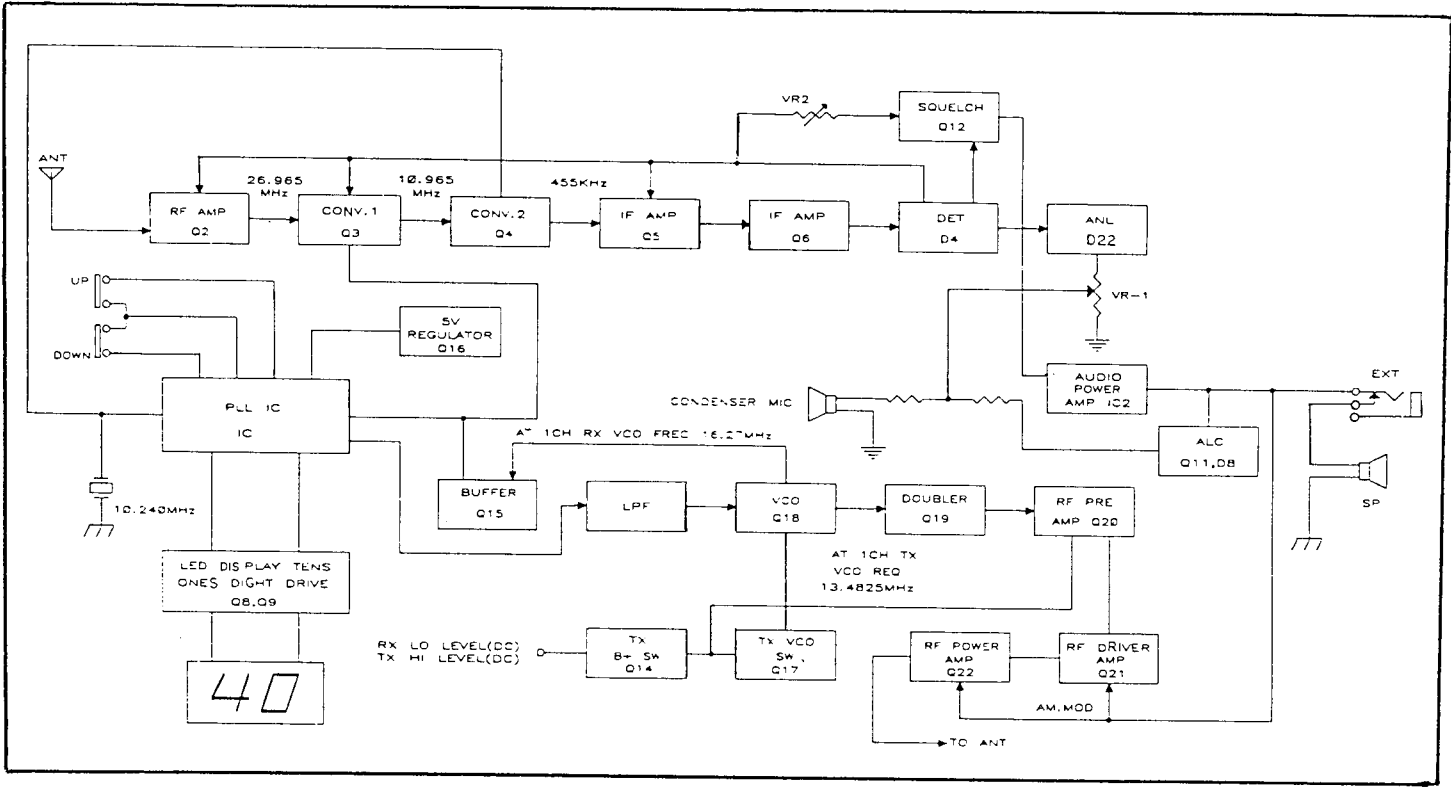 VR2
SQUELCH
Q12
ANT
26.965
MHz
10.965
MHz
455KHz
RF AMP
Q2
CONV.1
Q3
CONV.2
Q4
IF AMP
Q5
IF AMP
Q6
DET
D4
ANL
D22
VR-1
UP
DOWN
5V
REGULATOR
Q16
PLL IC
IC
CONDENSER MIC
AUDIO
POWER
AMP IC2
EXT
ALC
Q11,D8
SP
AT 1CH RX VCO FREC 16.27MHz
BUFFER
Q15
LPF
VCO
Q18
DOUBLER
Q19
RF PRE
AMP Q20
10.240MHz
AT 1CH TX
VCO REQ
13.4825MHz
LED DISPLAY TENS
ONES DIGHT DRIVE
Q8,Q9
RX LO LEVEL(DC)
TX HI LEVEL(DC)
TX
B+ SW
Q14
TX VCO
SW,
Q17
RF POWER
AMP
Q22
RF DRIVER
AMP
Q21
40
AM.MOD
TO ANT